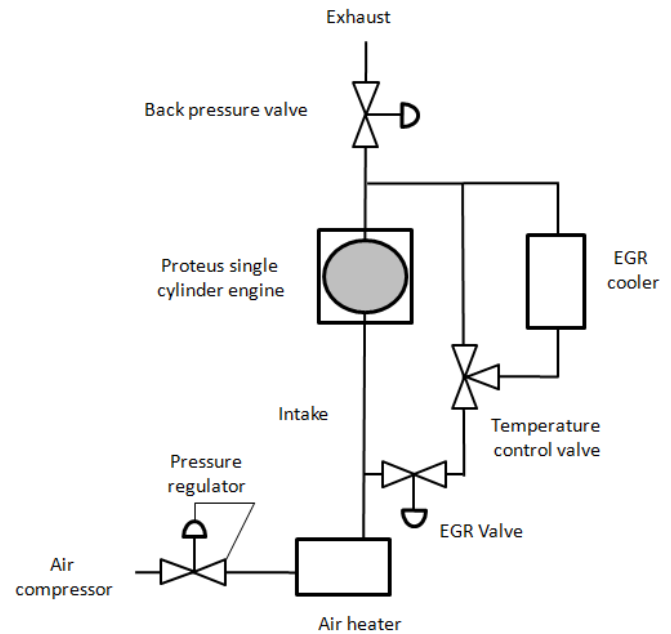 Exhaust
Back pressure valve
Proteus single
cylinder engine
EGR
cooler
Intake
Temperature
control valve
Pressure
regulator
EGR Valve
Air
compressor
Air heater